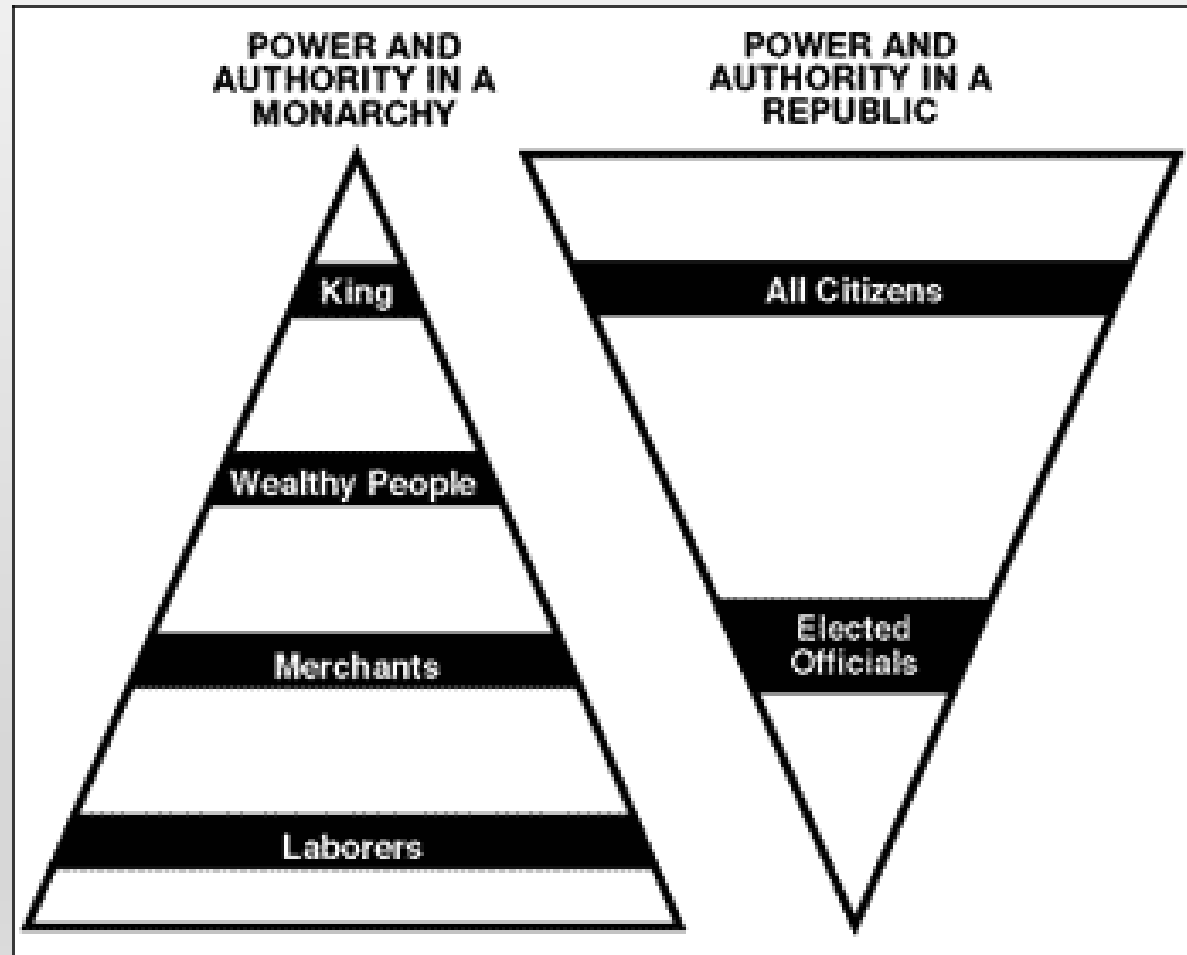 POWER AND
AUTHORITY IN A
MONARCHY
King
Wealthy People
Merchants
Laborers
POWER AND
AUTHORITY IN A
REPUBLIC
All Citizens
Elected
Officials